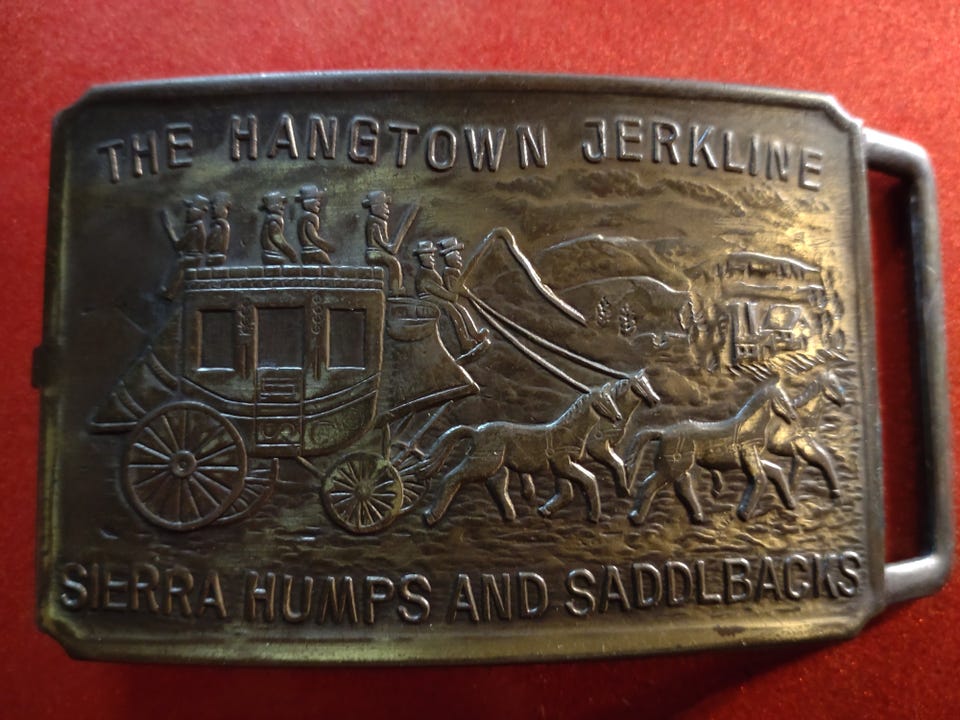 THE HANGTOWN JERKLINE
SIERRA HUMPS AND SADDLBACKS